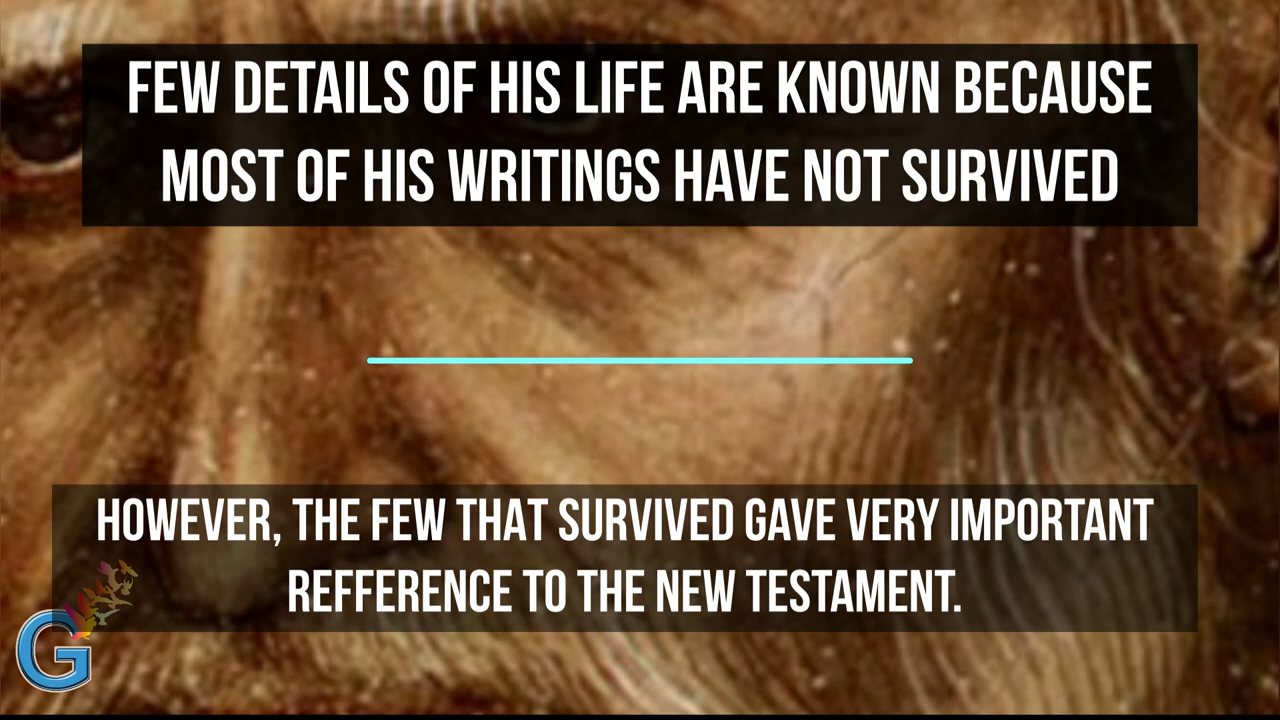 FEW DETAILS OF HIS LIFE ARE KNOWN BECAUSE
MOST OF HIS WRITINGS HAVE NOT SURVIVED
HOWEVER, THE FEW THAT SURVIVED GAVE VERY IMPORTANT
REFFERENCE TO THE NEW TESTAMENT.
G